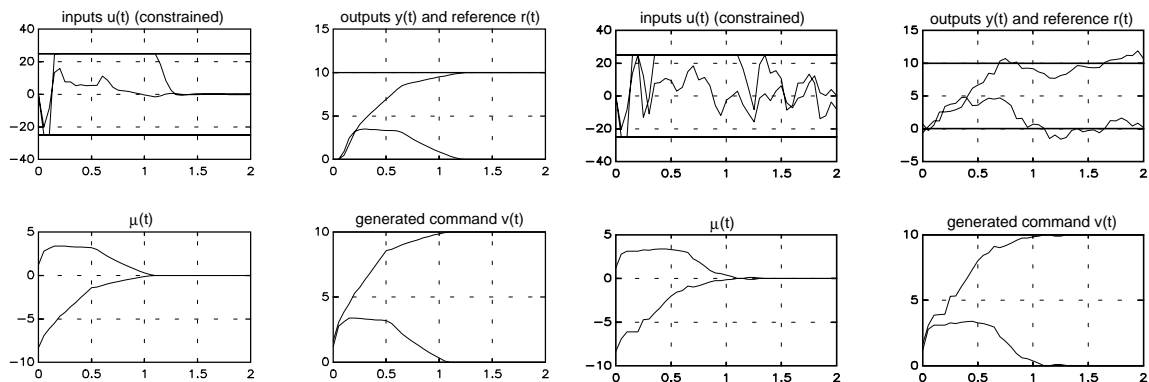 inputs u(t) (constrained)
40
20
0
−20
−40
0 0.5 1 1.5 2
outputs y(t) and reference r(t)
15
10
5
0
0 0.5 1 1.5 2
inputs u(t) (constrained)
40
20
0
−20
−40
0 0.5 1 1.5 2
outputs y(t) and reference r(t)
15
10
5
0
−5
0 0.5 1 1.5 2
μ(t)
5
0
−5
−10
0 0.5 1 1.5 2
generated command v(t)
10
5
0
0 0.5 1 1.5 2
μ(t)
5
0
−5
−10
0 0.5 1 1.5 2
generated command v(t)
10
5
0
0 0.5 1 1.5 2